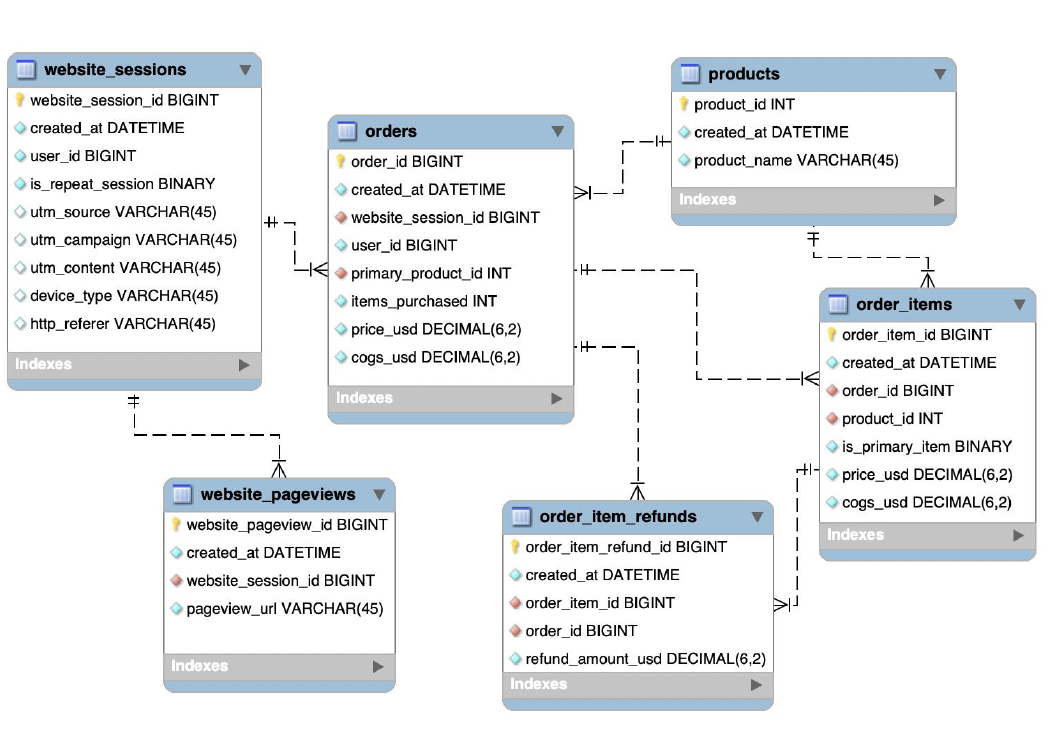 website_sessions
website_session_id BIGINT
created_at DATETIME
user_id BIGINT
is_repeat_session BINARY
utm_source VARCHAR(45)
utm_campaign VARCHAR(45)
utm_content VARCHAR(45)
device_type VARCHAR(45)
http_referer VARCHAR(45)
Indexes
orders
order_id BIGINT
created_at DATETIME
website_session_id BIGINT
user_id BIGINT
primary_product_id INT
items_purchased INT
price_usd DECIMAL(6,2)
cogs_usd DECIMAL(6,2)
Indexes
products
product_id INT
created_at DATETIME
product_name VARCHAR(45)
Indexes
order_items
order_item_id BIGINT
created_at DATETIME
order_id BIGINT
product_id INT
is_primary_item BINARY
price_usd DECIMAL(6,2)
cogs_usd DECIMAL(6,2)
Indexes
website_pageviews
website_pageview_id BIGINT
created_at DATETIME
website_session_id BIGINT
pageview_url VARCHAR(45)
Indexes
order_item_refunds
order_item_refund_id BIGINT
created_at DATETIME
order_item_id BIGINT
order_id BIGINT
refund_amount_usd DECIMAL(6,2)
Indexes